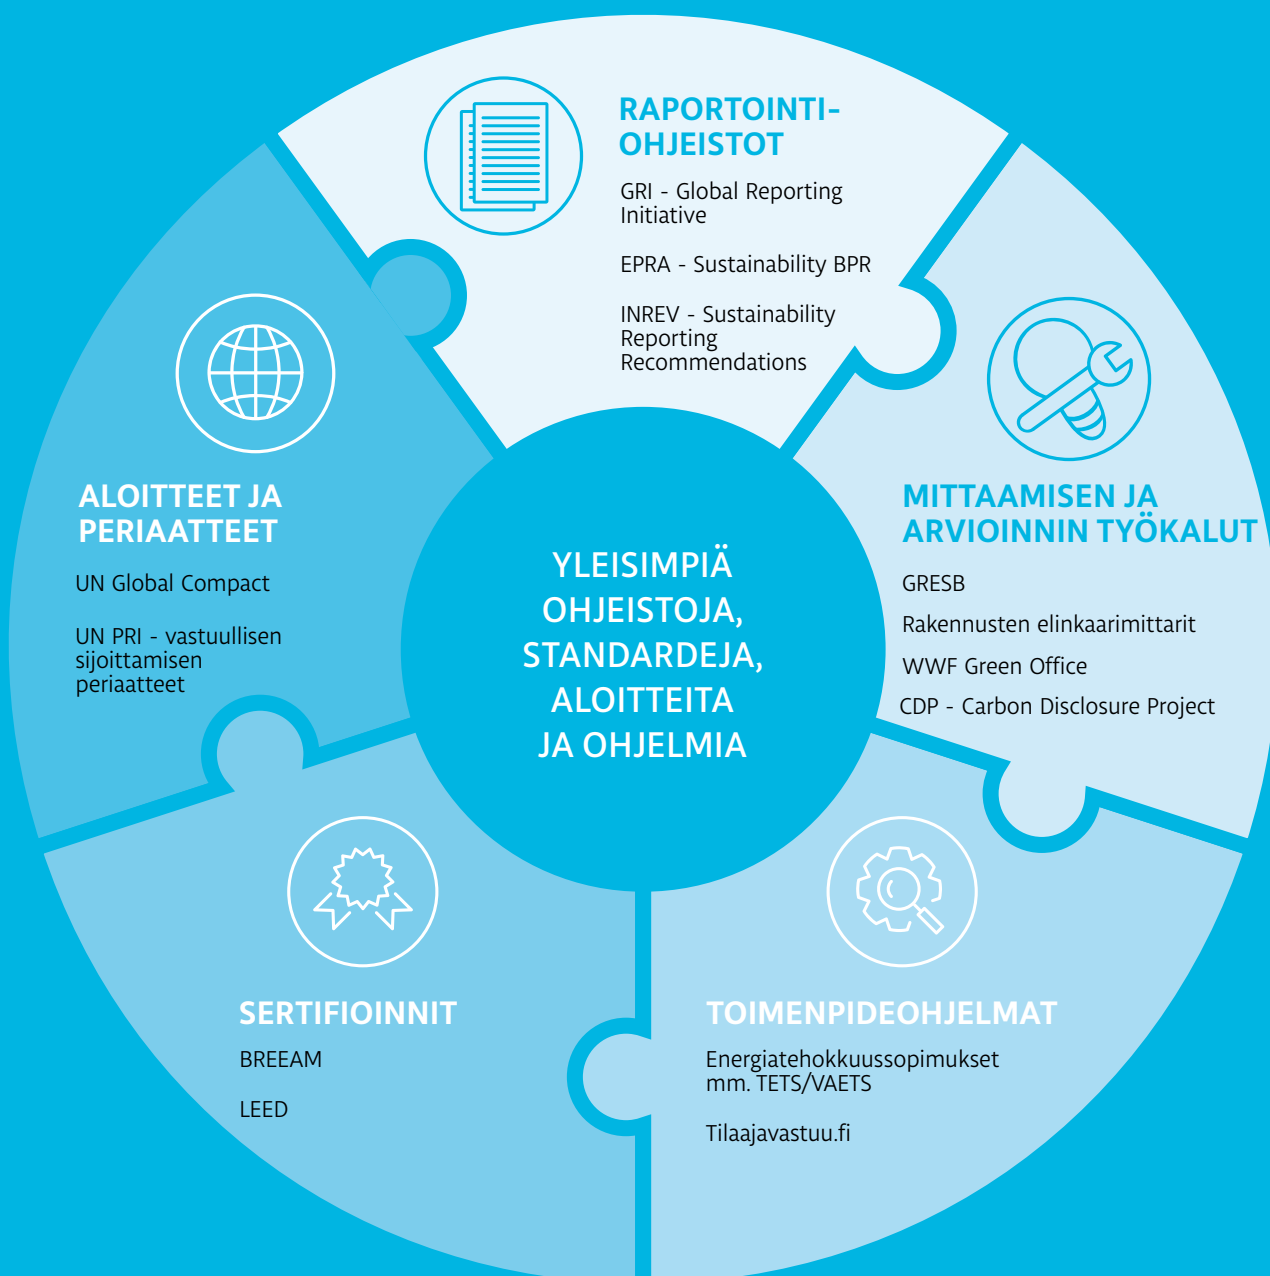 RAPORTOINTI-
OHJEISTOT
GRI - Global Reporting
Initiative
EPRA - Sustainability BPR
INREV - Sustainability
Reporting
Recommendations
MITTAAMISEN JA
ARVIOINNIN TYÖKALUT
GRESB
Rakennusten elinkaarimittarit
WWF Green Office
CDP - Carbon Disclosure Project
ALOITTEET JA
PERIAATTEET
UN Global Compact
UN PRI - vastuullisen
sijoittamisen
periaatteet
YLEISIMPIÄ
OHJEISTOJA,
STANDARDEJA,
ALOITTEITA
JA OHJELMIA
SERTIFIOINNIT
BREEAM
LEED
TOIMENPIDEOHJELMAT
Energiatehokkuussopimukset
mm. TETS/VAETS
Tilaajavastuu.fi